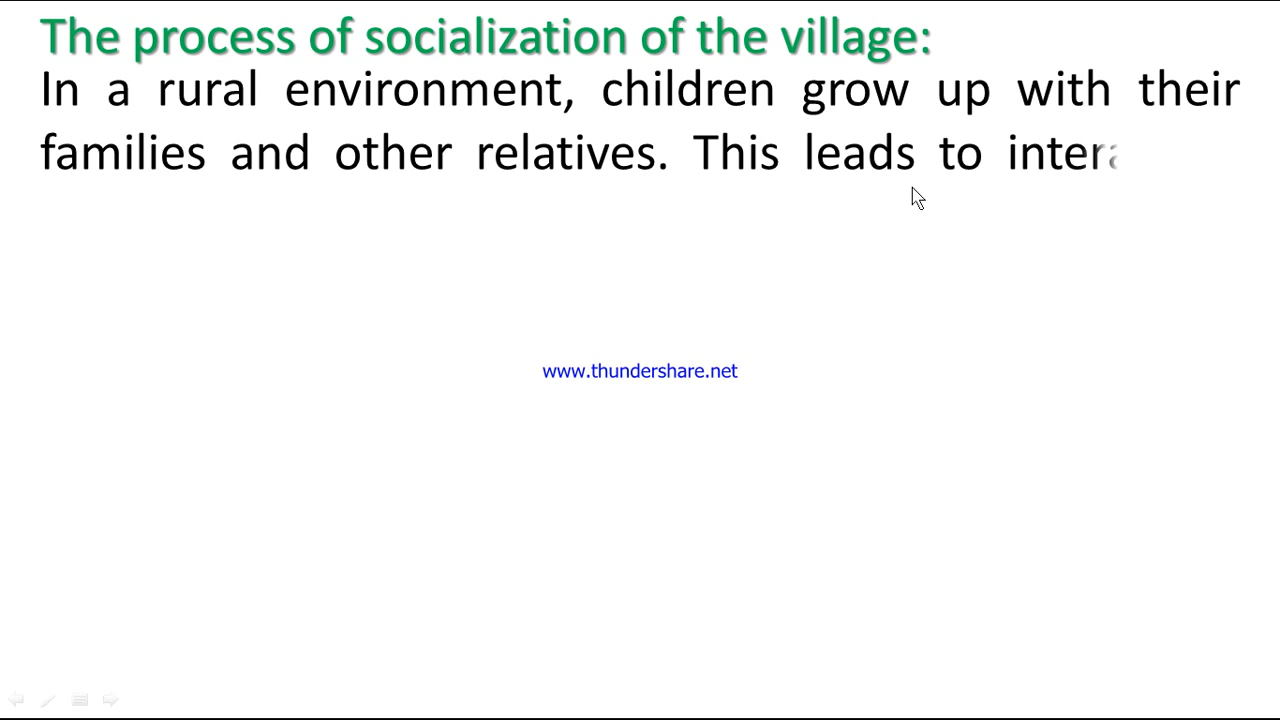 The process of socialization of the village:
In a rural environment, children grow up with their
families and other relatives. This leads to
www.thundershare.net